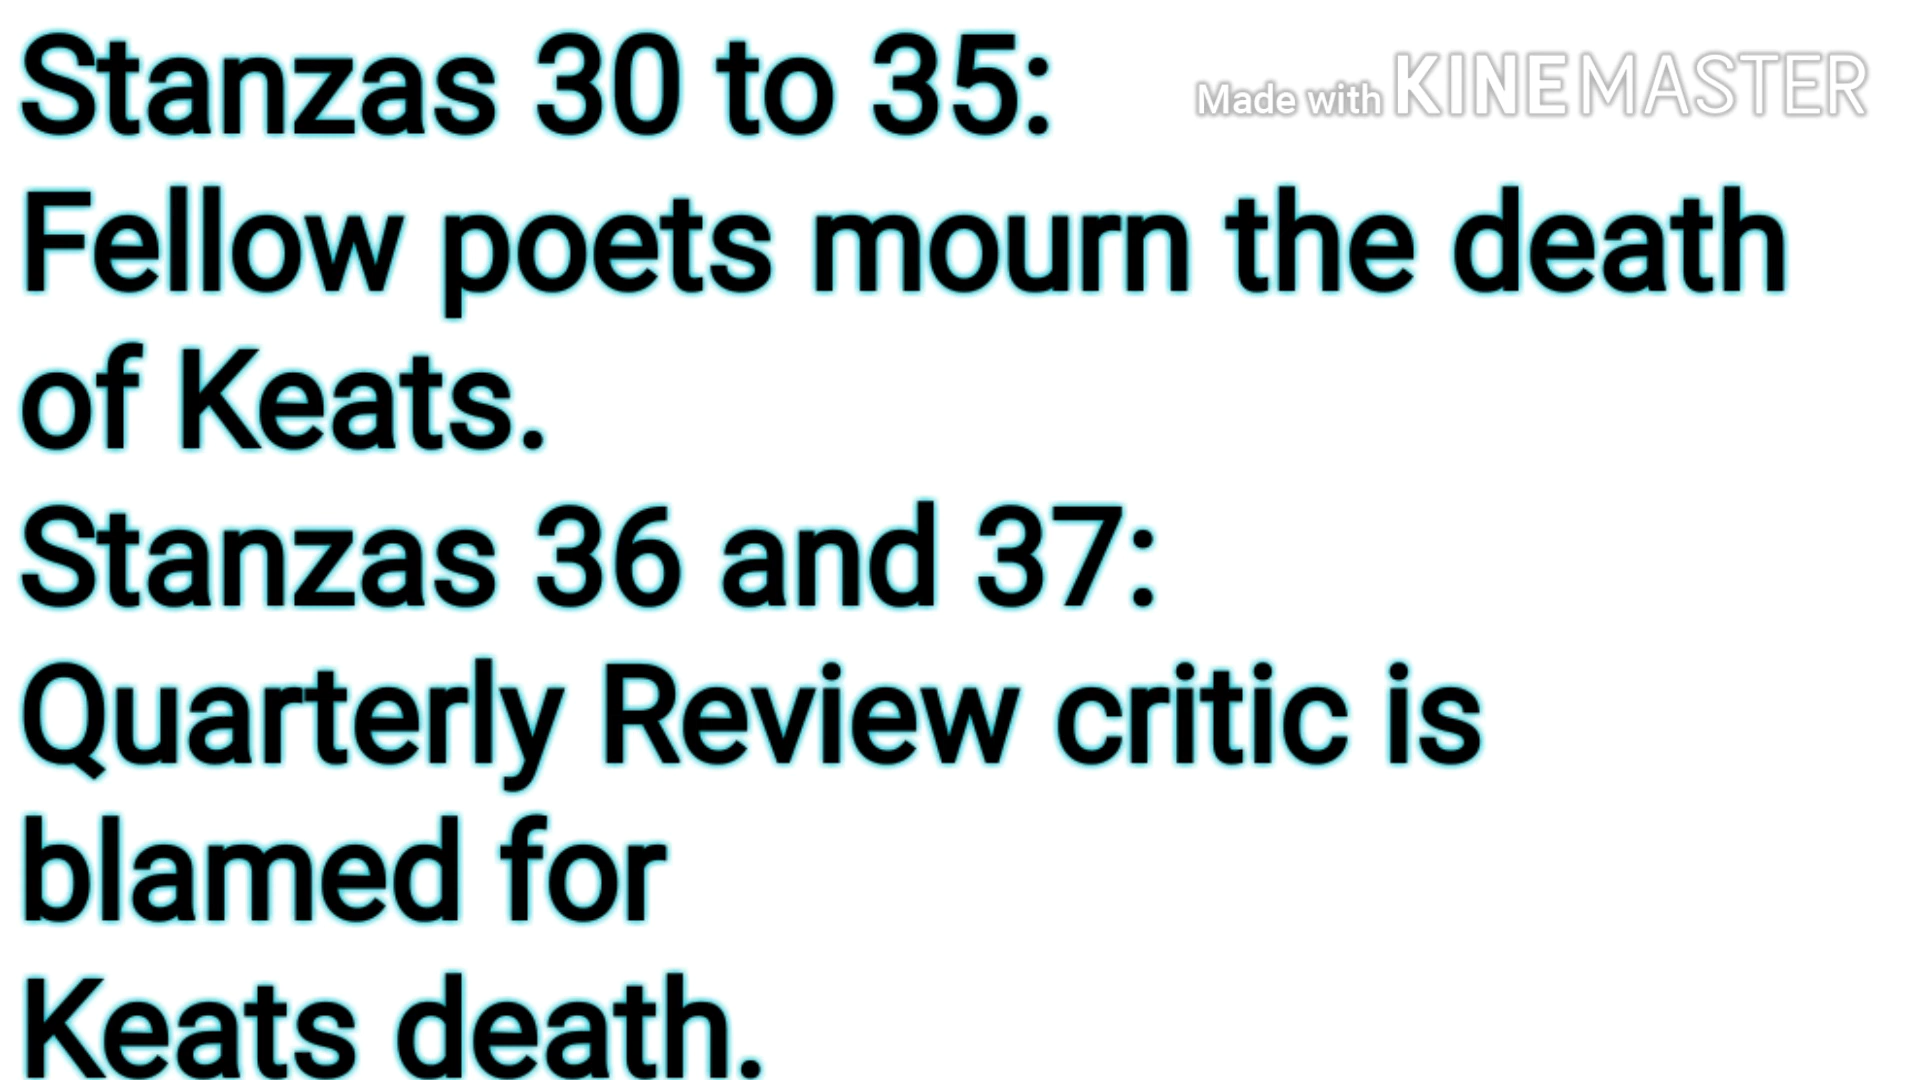 Stanzas 30 to 35:
Made with KINEMASTER
Fellow poets mourn the death
of Keats.
Stanzas 36 and 37:
Quarterly Review critic is
blamed for
Keats death.